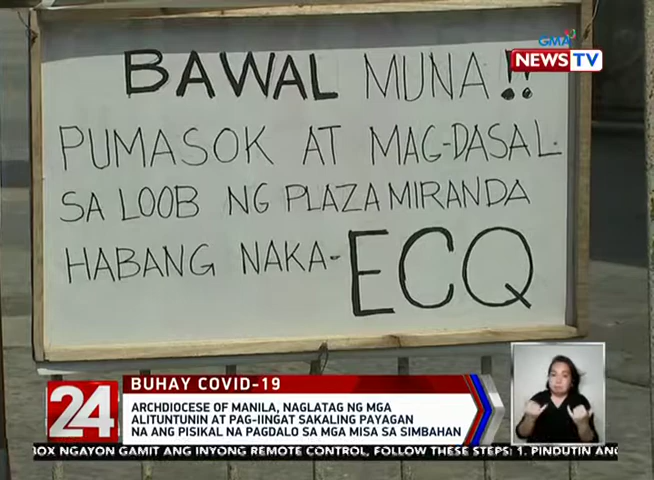 GMA
NEWS TV
BAWAL MUNA!!
PUMASOK AT MAG-DASAL
SA LOOB NG PLAZA MIRANDA
HABANG NAKA-ECQ
24
BUHAY COVID-19
ARCHDIOCESE OF MANILA, NAGLATAG NG MGA
ALITUNTUNIN AT PAG-IINGAT SAKALING PAYAGAN
NA ANG PISIKAL NA PAGDALO SA MGA MISA SA SIMBAHAN
NGAYON GAMIT ANG INYONG REMOTE CONTROL, FOLLOW THESE STEPS: 1. PINDUTIN